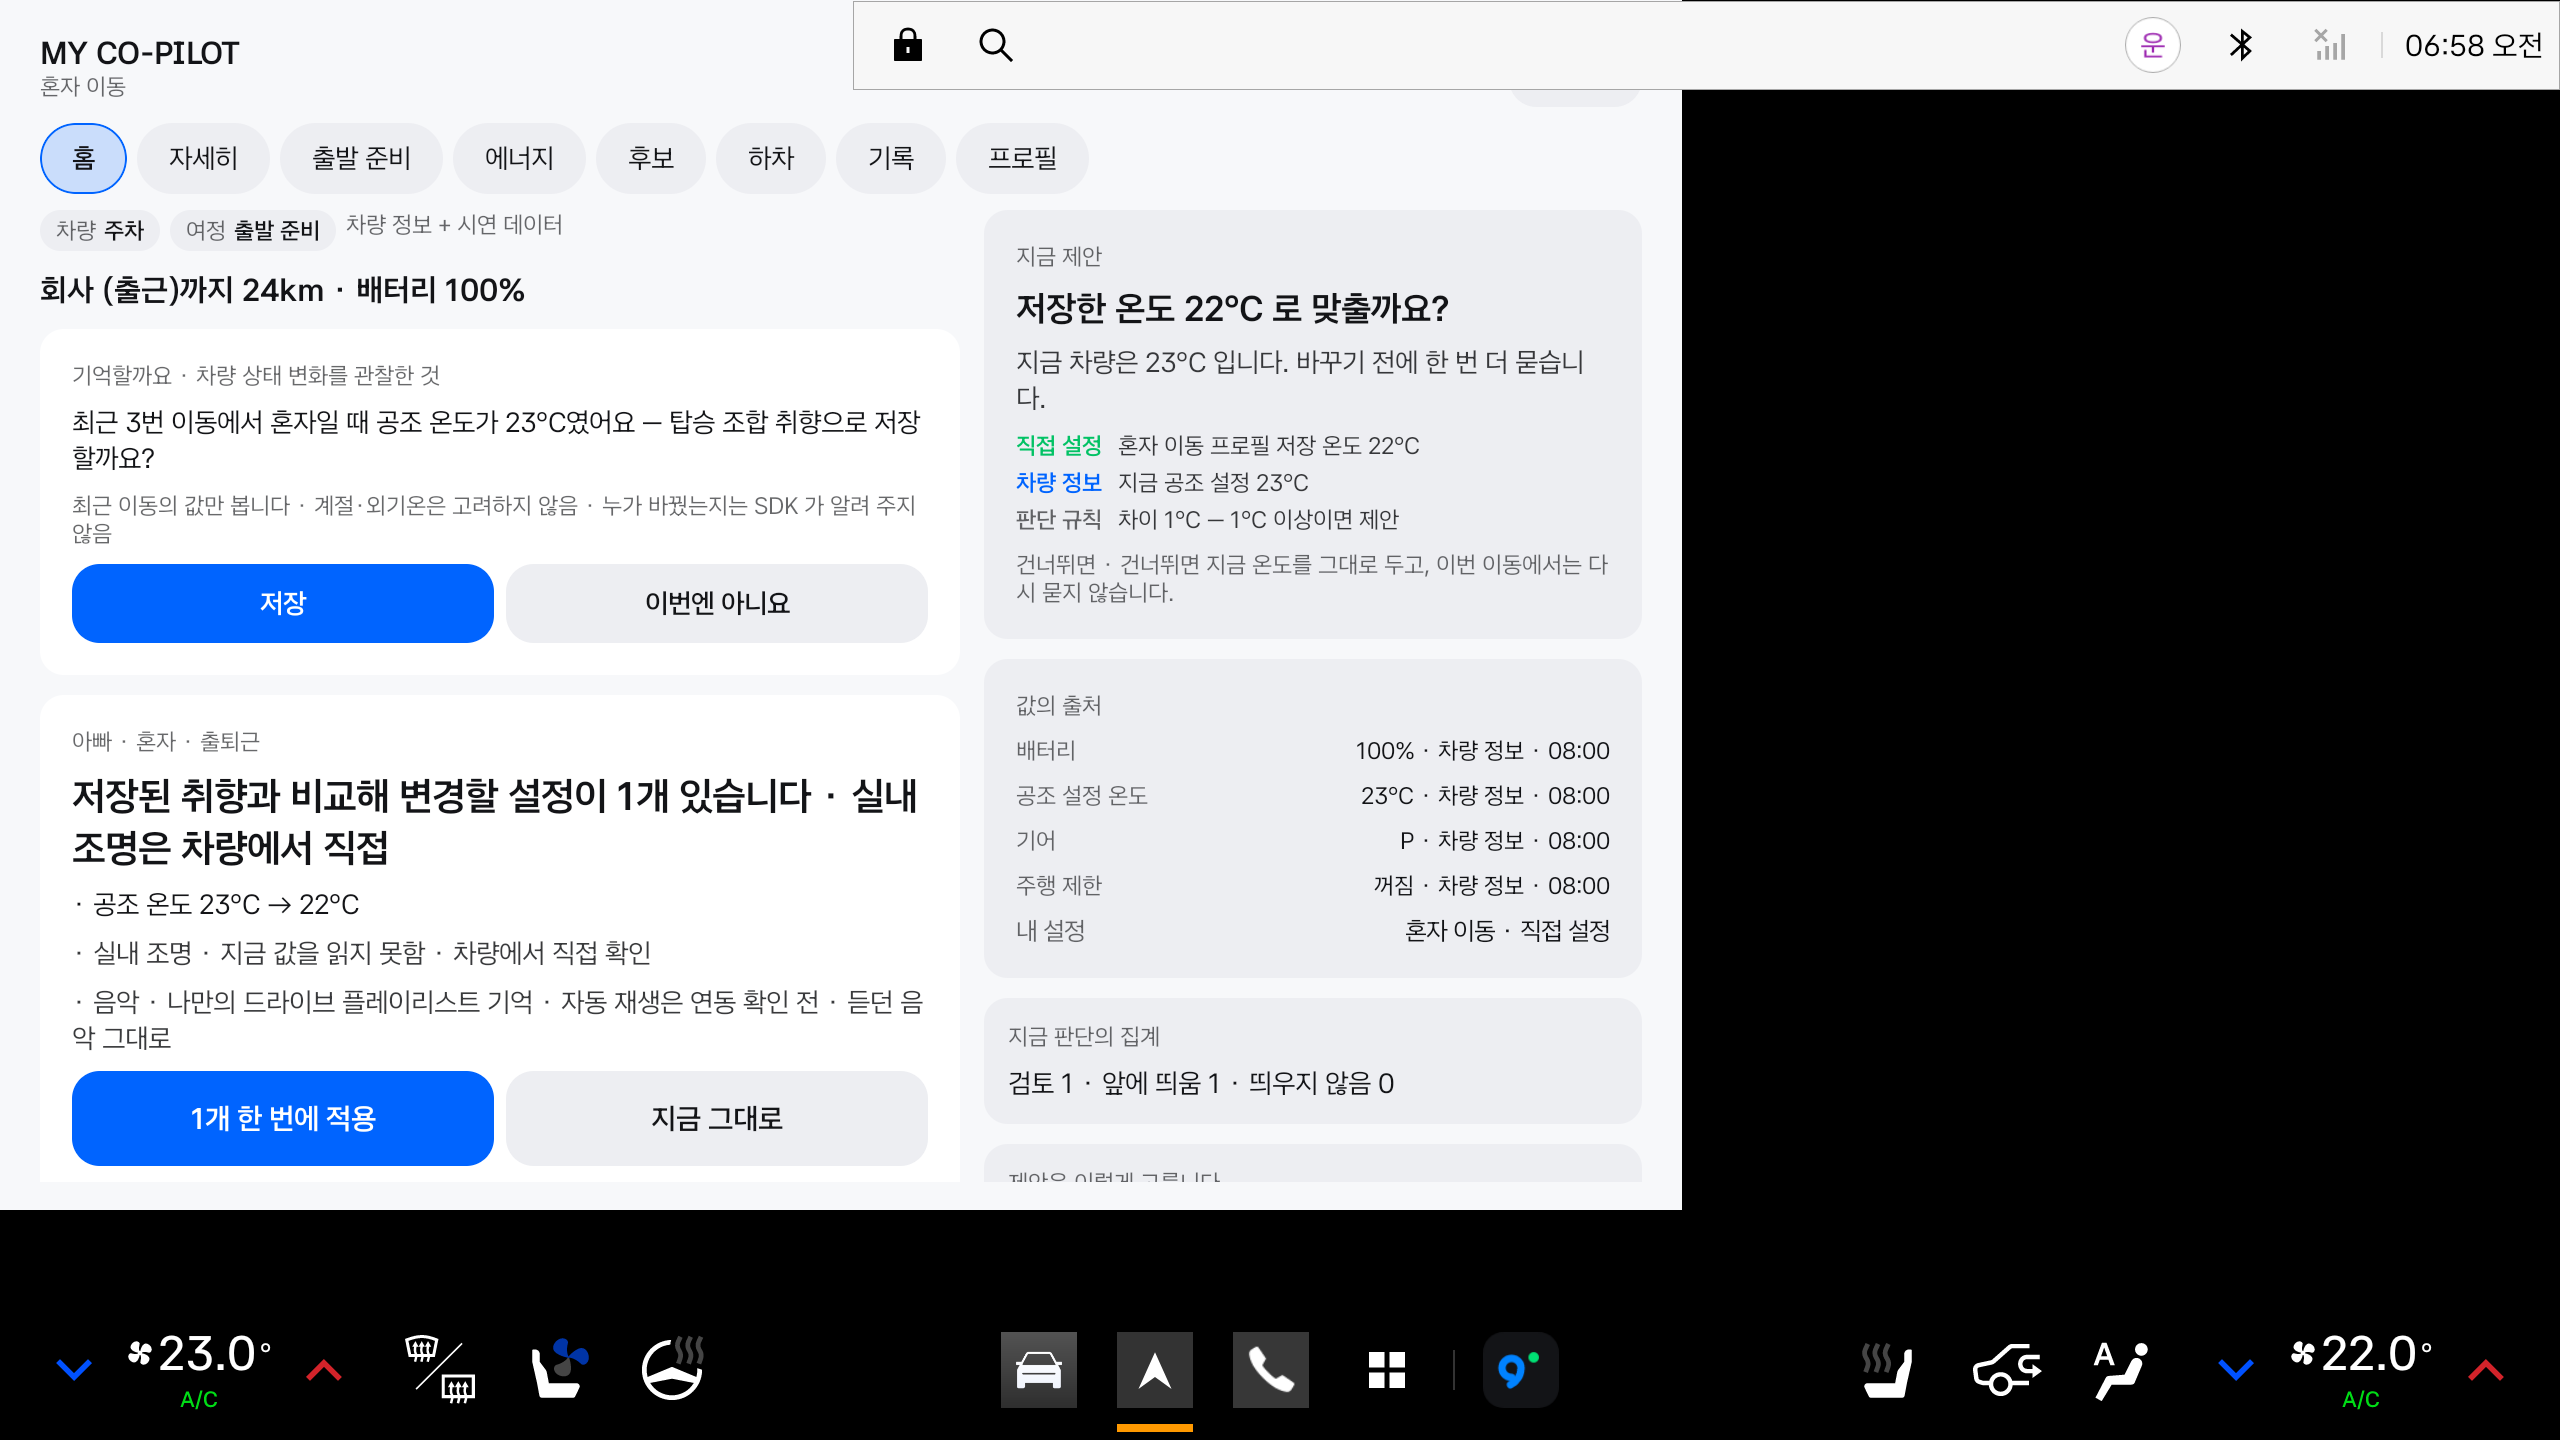 MY CO-PILOT
혼자 이동
운
06:58 오전
홈
자세히
출발 준비
에너지
후보
하차
기록
프로필
차량 주차
여정 출발 준비
차량 정보 + 시연 데이터
회사 (출근)까지 24km · 배터리 100%
기억할까요 · 차량 상태 변화를 관찰한 것
최근 3번 이동에서 혼자일 때 공조 온도가 23°C였어요 — 탑승 조합 취향으로 저장
할까요?
최근 이동의 값만 봅니다 · 계절·외기온은 고려하지 않음 · 누가 바꿨는지는 SDK 가 알려 주지
않음
저장
이번엔 아니요
아빠 · 혼자 · 출퇴근
저장된 취향과 비교해 변경할 설정이 1개 있습니다 · 실내
조명은 차량에서 직접
· 공조 온도 23°C → 22°C
· 실내 조명 · 지금 값을 읽지 못함 · 차량에서 직접 확인
· 음악 · 나만의 드라이브 플레이리스트 기억 · 자동 재생은 연동 확인 전 · 듣던 음
악 그대로
1개 한 번에 적용
지금 그대로
지금 제안
저장한 온도 22°C 로 맞출까요?
지금 차량은 23°C 입니다. 바꾸기 전에 한 번 더 묻습니
다.
직접 설정 혼자 이동 프로필 저장 온도 22°C
차량 정보 지금 공조 설정 23°C
판단 규칙 차이 1°C — 1°C 이상이면 제안
건너뛰면 · 건너뛰면 지금 온도를 그대로 두고, 이번 이동에서는 다
시 묻지 않습니다.
값의 출처
배터리 100% · 차량 정보 · 08:00
공조 설정 온도 23°C · 차량 정보 · 08:00
기어 P · 차량 정보 · 08:00
주행 제한 꺼짐 · 차량 정보 · 08:00
내 설정 혼자 이동 · 직접 설정
지금 판단의 집계
검토 1 · 앞에 띄움 1 · 띄우지 않음 0
제안은 이렇게 고릅니다
23.0°
A/C
A
22.0°
A/C